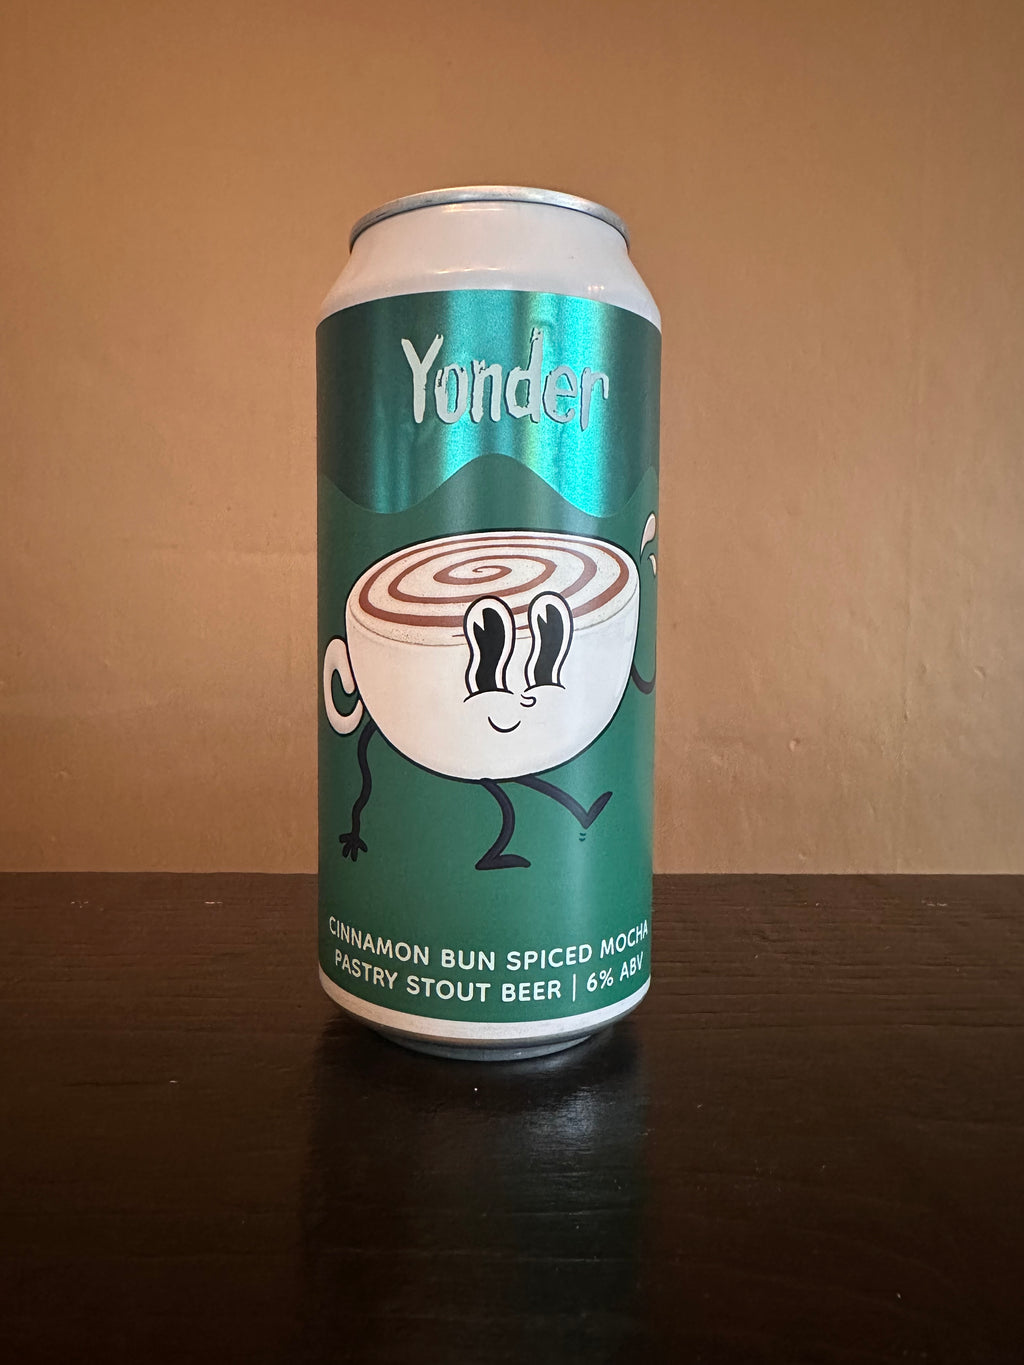 Yonder
CINNAMON BUN SPICED MOCHA
PASTRY STOUT BEER | 6% ABV